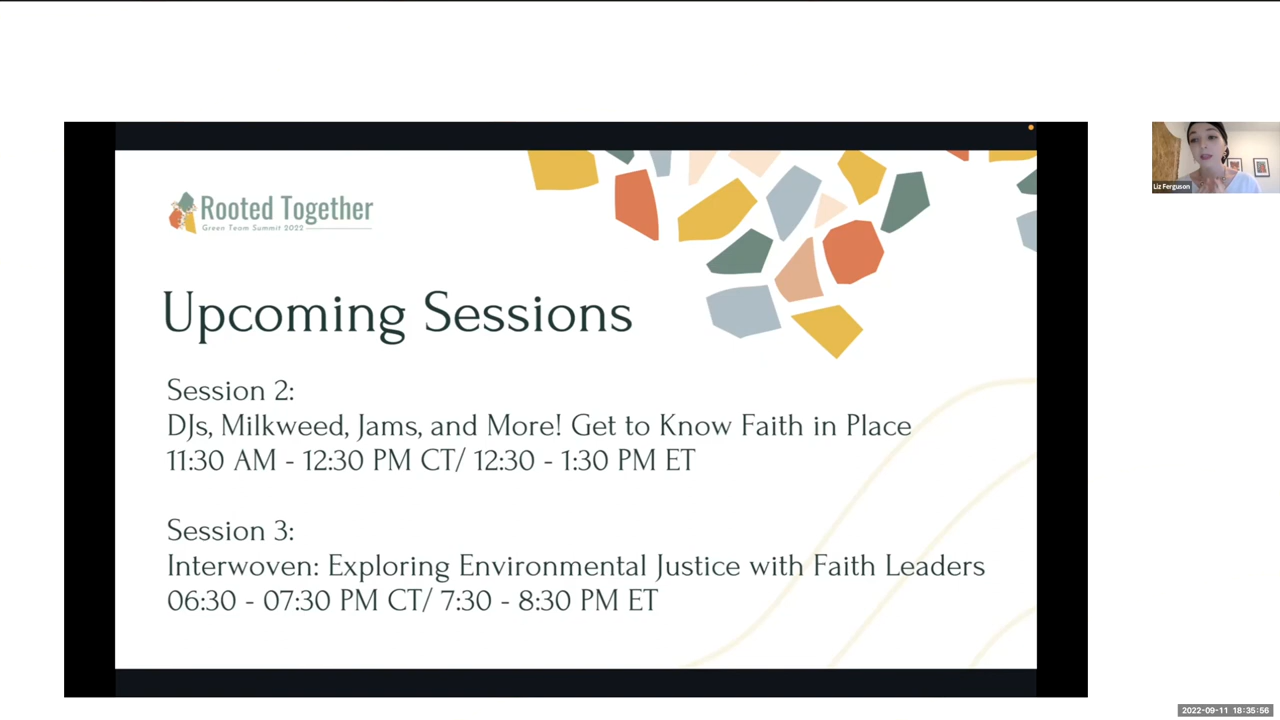 Rooted Together
Green Team Summit 2022
Upcoming Sessions
Session 2:
DJs, Milkweed, Jams, and More! Get to Know Faith in Place
11:30 AM - 12:30 PM CT/ 12:30 - 1:30 PM ET
Session 3:
Interwoven: Exploring Environmental Justice with Faith Leaders
06:30 - 07:30 PM CT/ 7:30 - 8:30 PM ET
Liz Ferguson
2022-09-11 18:35:56